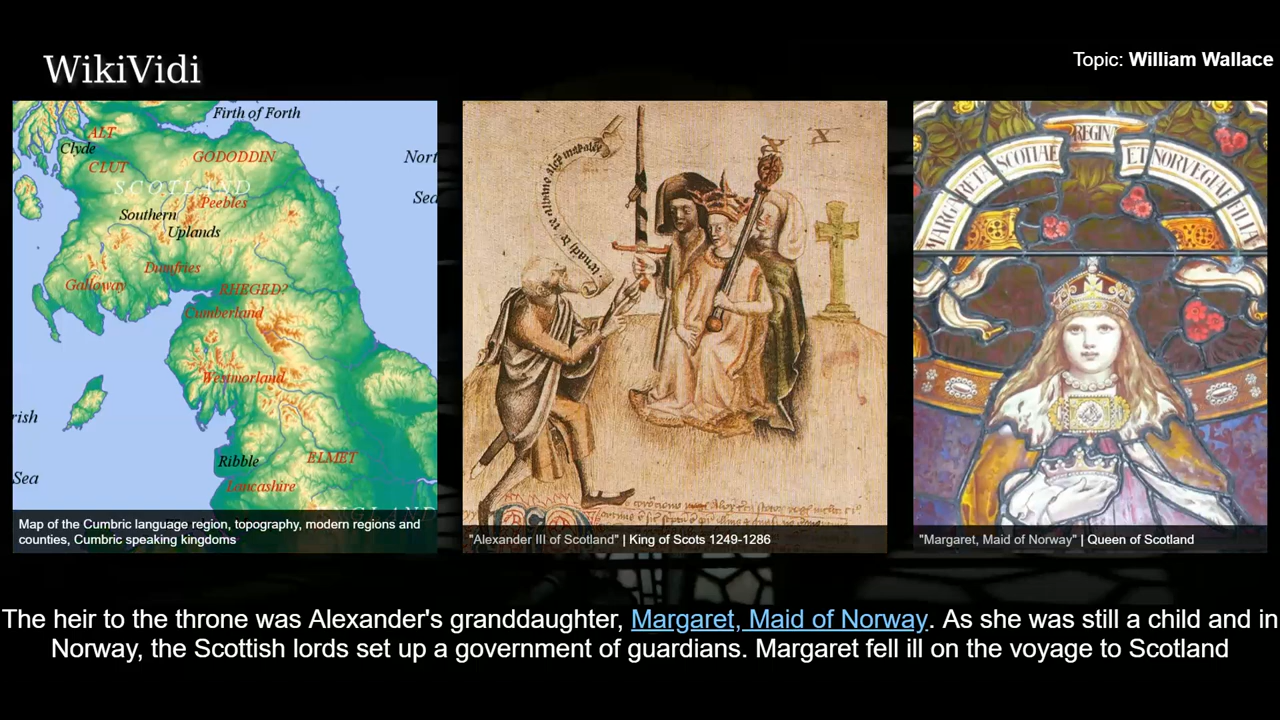 WikiVidi
Topic: William Wallace
Firth of Forth
ALT
Clyde
CLUT
GODODDIN
Nort
SCOTLAND
Sea
Peebles
Southern
Uplands
Dumfries
Galloway
RHEGED?
Cumberland
Westmorland
rish
Sea
Ribble
ELMET
Lancashire
ENGLAND
Map of the Cumbric language region, topography, modern regions and
counties, Cumbric speaking kingdoms
"Alexander III of Scotland" | King of Scots 1249-1286
MARGARETA SCOTIAE REGINA ET NORVEGIAE FILIA
"Margaret, Maid of Norway" | Queen of Scotland
The heir to the throne was Alexander's granddaughter, Margaret, Maid of Norway. As she was still a child and in
Norway, the Scottish lords set up a government of guardians. Margaret fell ill on the voyage to Scotland